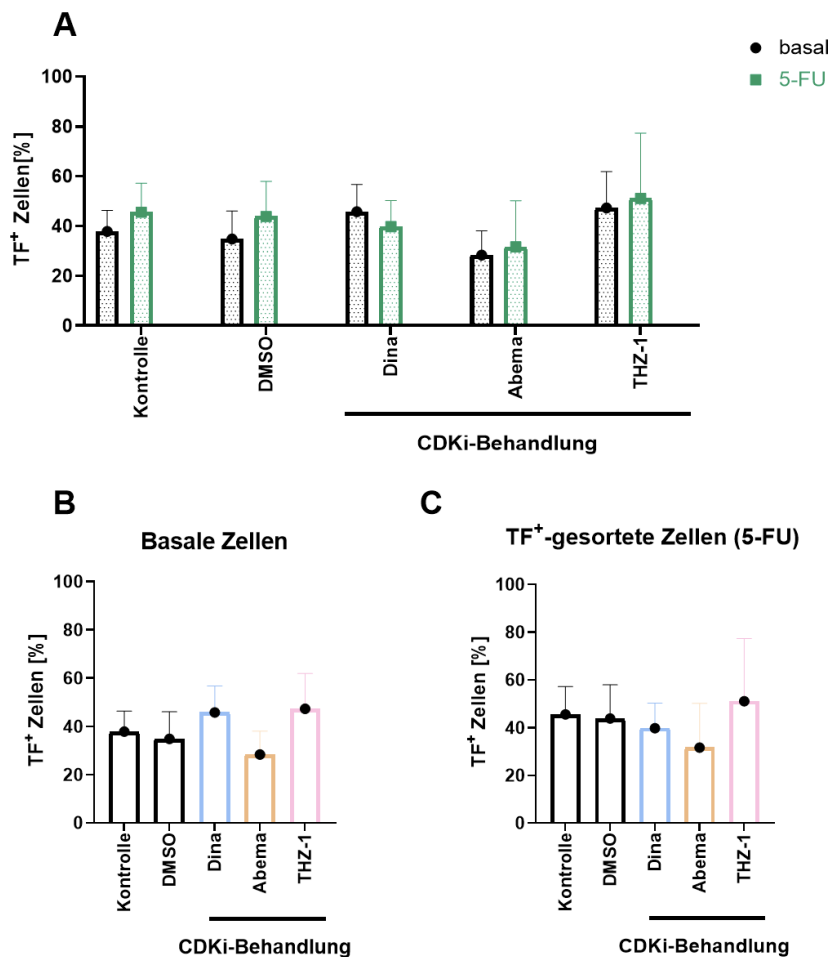 A
basal
5-FU
TF⁺ Zellen[%]
100
80
60
40
20
0
Kontrolle
DMSO
Dina
Abema
THZ-1
CDKi-Behandlung
B
Basale Zellen
TF⁺ Zellen [%]
100
80
60
40
20
0
Kontrolle
DMSO
Dina
Abema
THZ-1
CDKi-Behandlung
C
TF⁺-gesortete Zellen (5-FU)
TF⁺ Zellen [%]
100
80
60
40
20
0
Kontrolle
DMSO
Dina
Abema
THZ-1
CDKi-Behandlung